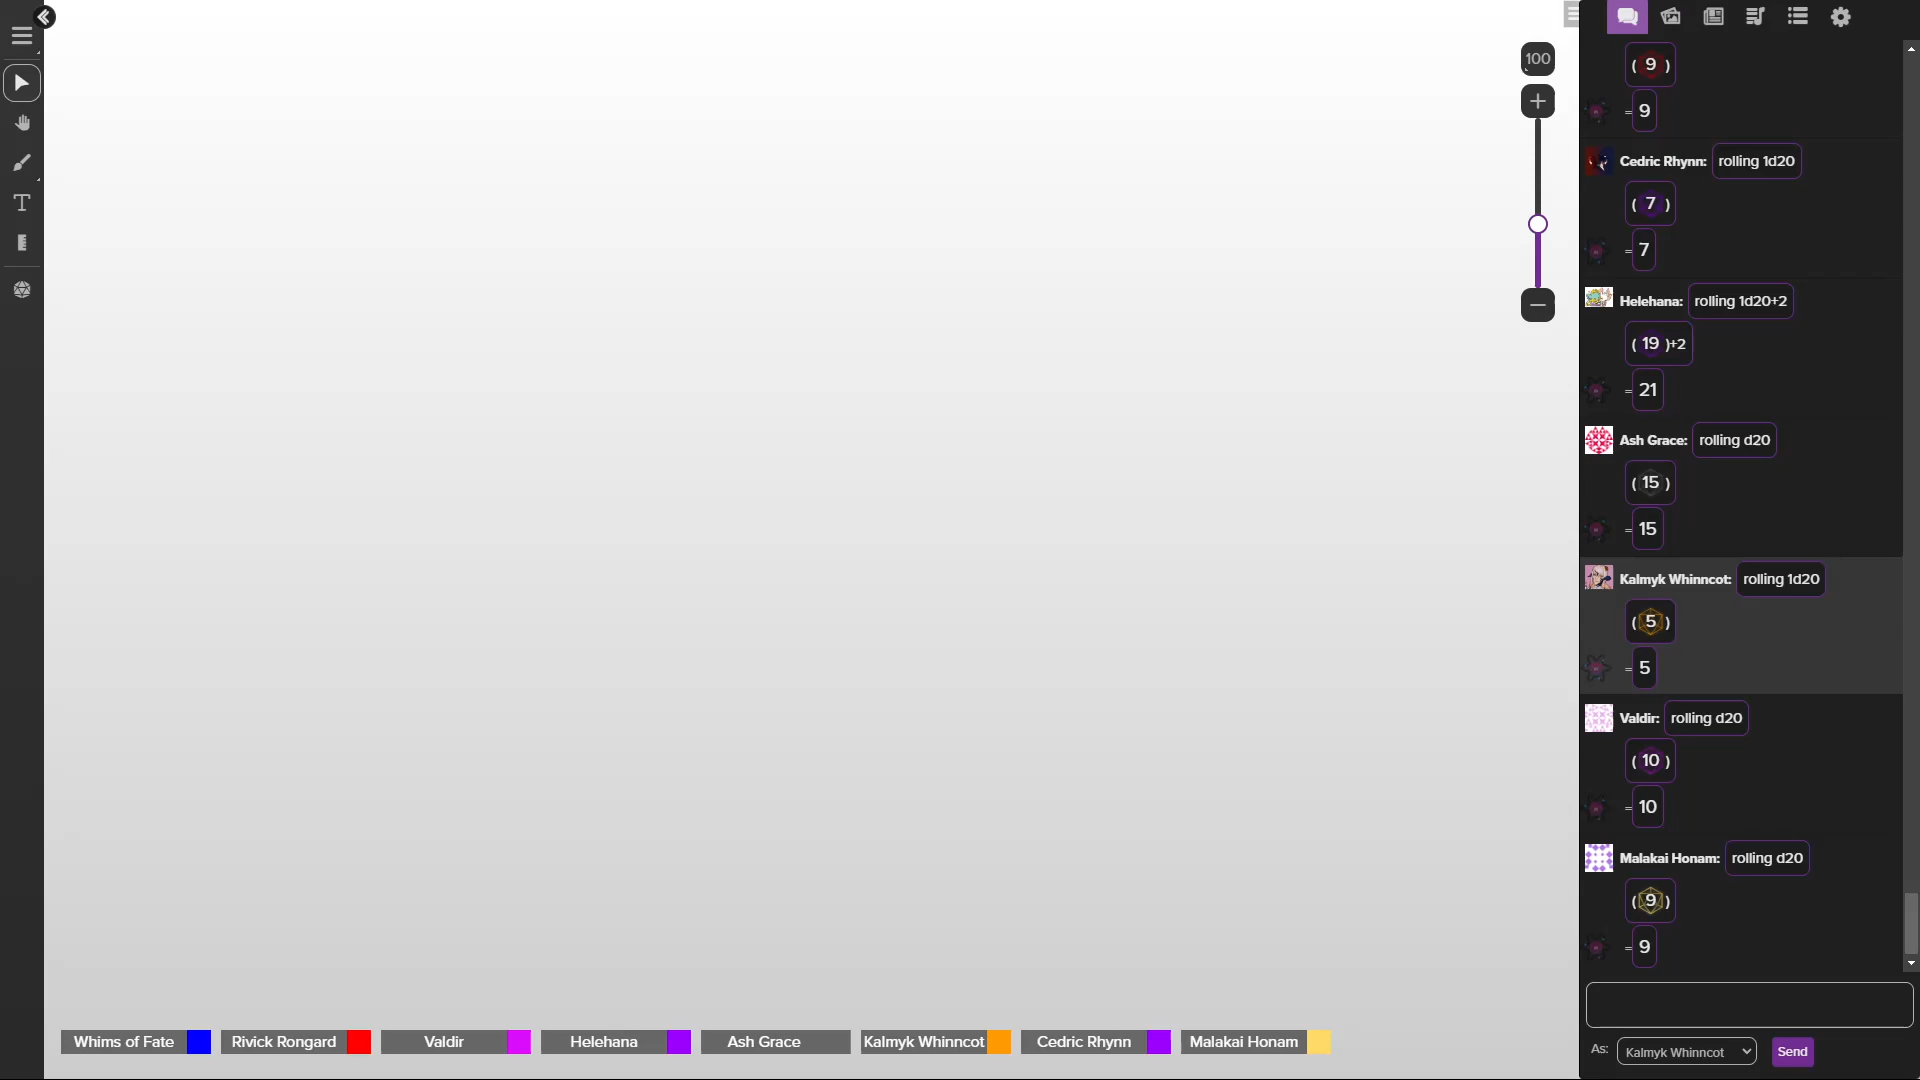 100
(9)
=9
Cedric Rhynn: rolling 1d20
(7)
=7
Helehana: rolling 1d20+2
(19)+2
=21
Ash Grace: rolling d20
(15)
=15
Kalmyk Whinncot: rolling 1d20
(5)
=5
Valdir: rolling d20
(10)
=10
Malakai Honam: rolling d20
(9)
=9
As: Kalmyk Whinncot Send
Whims of Fate Rivick Rongard Valdir Helehana Ash Grace Kalmyk Whinncot Cedric Rhynn Malakai Honam